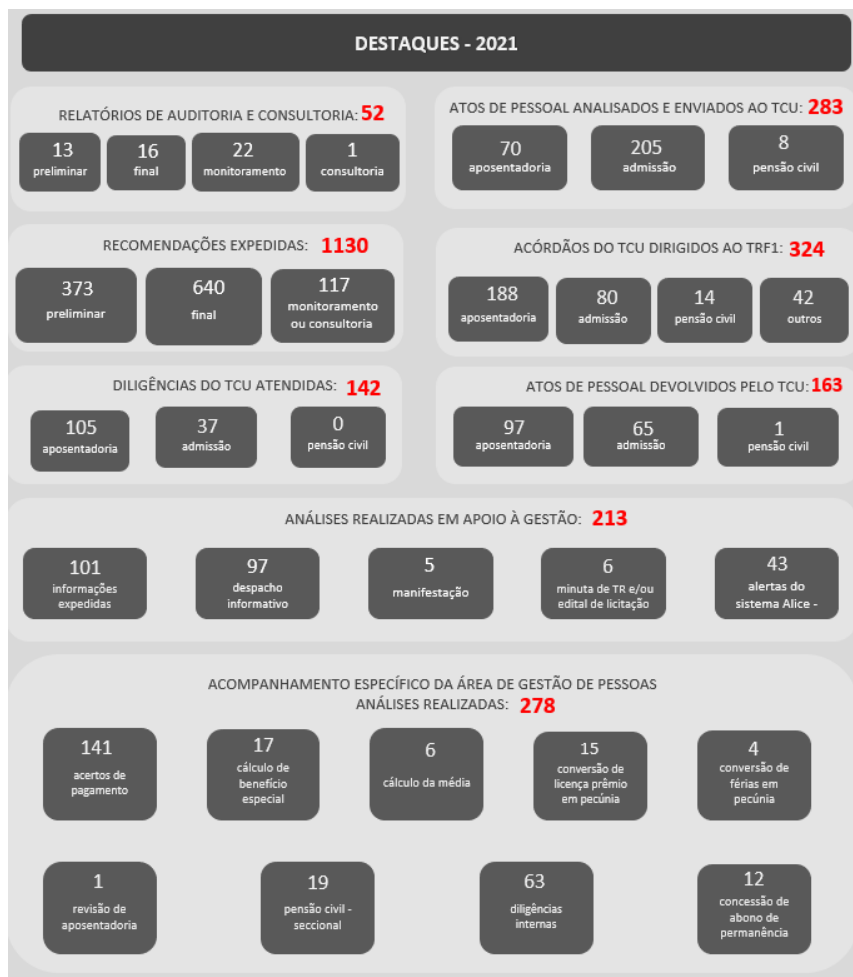 DESTAQUES - 2021
RELATÓRIOS DE AUDITORIA E CONSULTORIA: 52
13
preliminar
16
final
22
monitoramento
1
consultoria
ATOS DE PESSOAL ANALISADOS E ENVIADOS AO TCU: 283
70
aposentadoria
205
admissão
8
pensão civil
RECOMENDAÇÕES EXPEDIDAS: 1130
373
preliminar
640
final
117
monitoramento
ou consultoria
ACÓRDÃOS DO TCU DIRIGIDOS AO TRF1: 324
188
aposentadoria
80
admissão
14
pensão civil
42
outros
DILIGÊNCIAS DO TCU ATENDIDAS: 142
105
aposentadoria
37
admissão
0
pensão civil
ATOS DE PESSOAL DEVOLVIDOS PELO TCU: 163
97
aposentadoria
65
admissão
1
pensão civil
ANÁLISES REALIZADAS EM APOIO À GESTÃO: 213
101
informações
expedidas
97
despacho
informativo
5
manifestação
6
minuta de TR e/ou
edital de licitação
43
alertas do
sistema Alice -
ACOMPANHAMENTO ESPECÍFICO DA ÁREA DE GESTÃO DE PESSOAS
ANÁLISES REALIZADAS: 278
141
acertos de
pagamento
17
cálculo de
benefício
especial
6
cálculo da média
15
conversão de
licença prêmio
em pecúnia
4
conversão de
férias em
pecúnia
1
revisão de
aposentadoria
19
pensão civil -
seccional
63
diligências
internas
12
concessão de
abono de
permanência